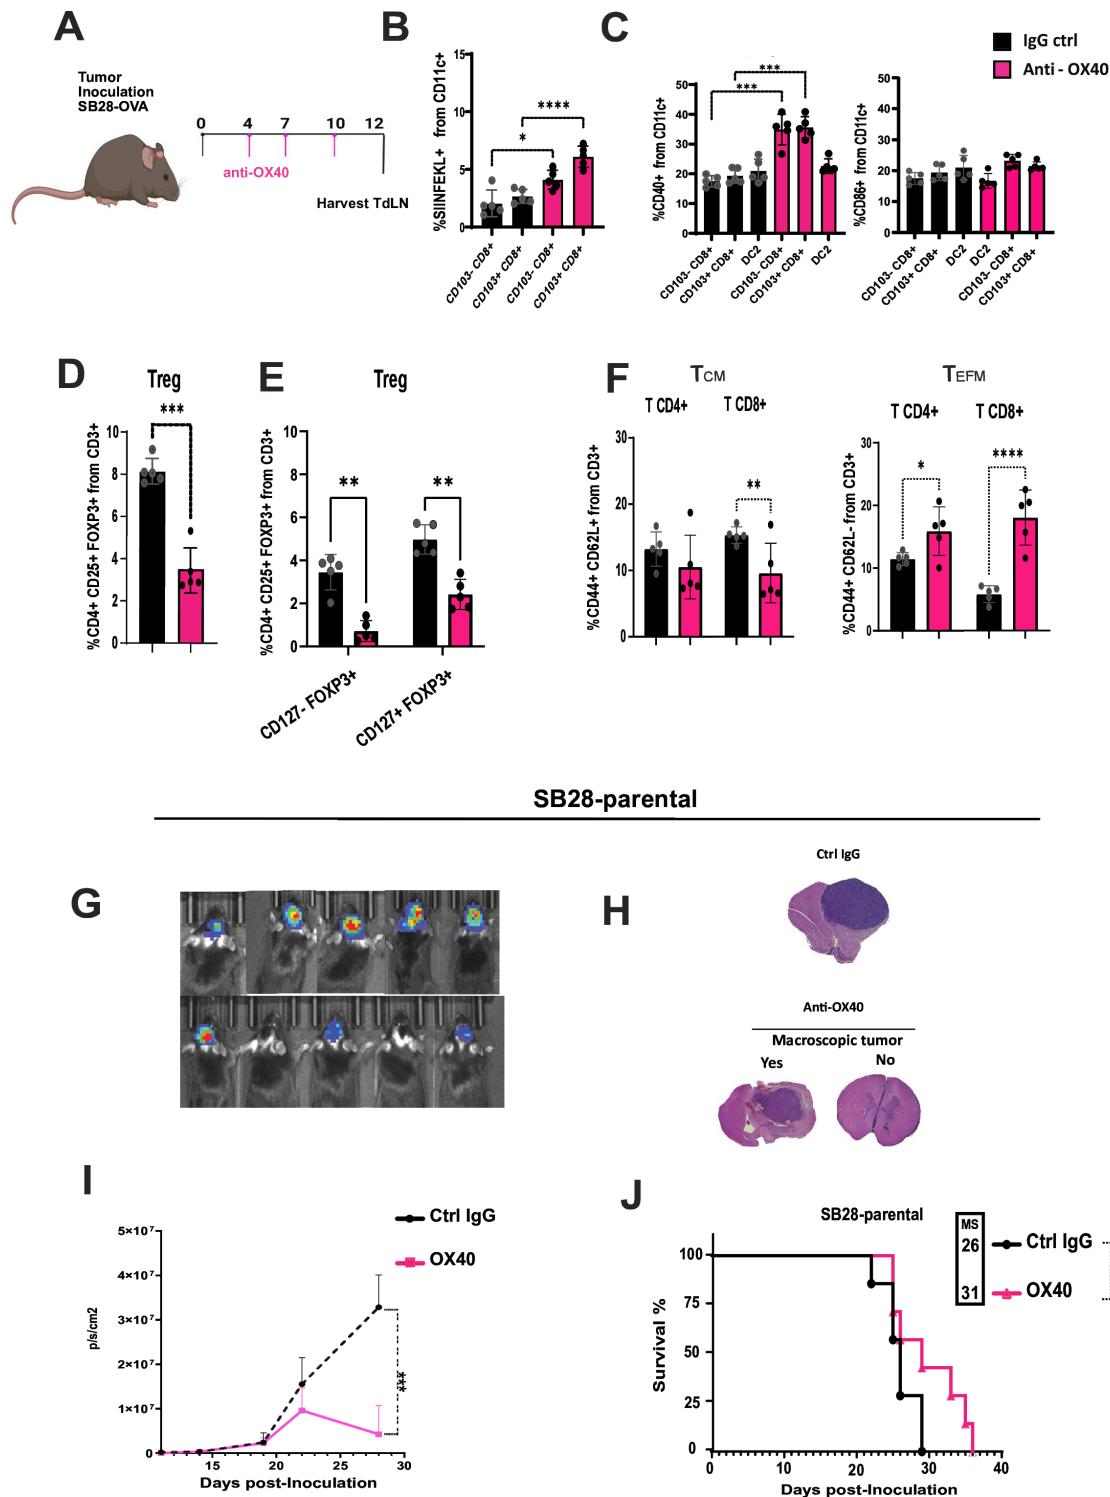 A
Tumor
Inoculation
SB28-OVA
0 4 7 10 12
anti-OX40
Harvest TdLN
B
%SIINFEKL+ from CD11c+
15
10
5
0
*
****
CD103- CD8+
CD103+ CD8+
CD103- CD8+
CD103+ CD8+
C
IgG ctrl
Anti - OX40
%CD40+ from CD11c+
50
40
30
20
10
0
***
***
CD103- CD8+
CD103+ CD8+
DC2
CD103- CD8+
CD103+ CD8+
DC2
%CD86+ from CD11c+
50
40
30
20
10
0
CD103- CD8+
CD103+ CD8+
DC2
DC2
CD103- CD8+
CD103+ CD8+
D
Treg
***
%CD4+ CD25+ FOXP3+ from CD3+
10
8
6
4
2
0
E
Treg
%CD4+ CD25+ FOXP3+ from CD3+
10
8
6
4
2
0
**
**
CD127- FOXP3+
CD127+ FOXP3+
F
TCM
T CD4+ T CD8+
%CD44+ CD62L+ from CD3+
30
20
10
0
**
TEFM
T CD4+ T CD8+
%CD44+ CD62L- from CD3+
30
20
10
0
*
****
SB28-parental
G
H
Ctrl IgG
Anti-OX40
Macroscopic tumor
Yes No
I
Ctrl IgG
OX40
p/s/cm2
5×10⁷
4×10⁷
3×10⁷
2×10⁷
1×10⁷
0
***
15 20 25 30
Days post-Inoculation
J
SB28-parental
MS
26 Ctrl IgG
31 OX40
Survival %
100
75
50
25
0
0 20 30 40
Days post-Inoculation